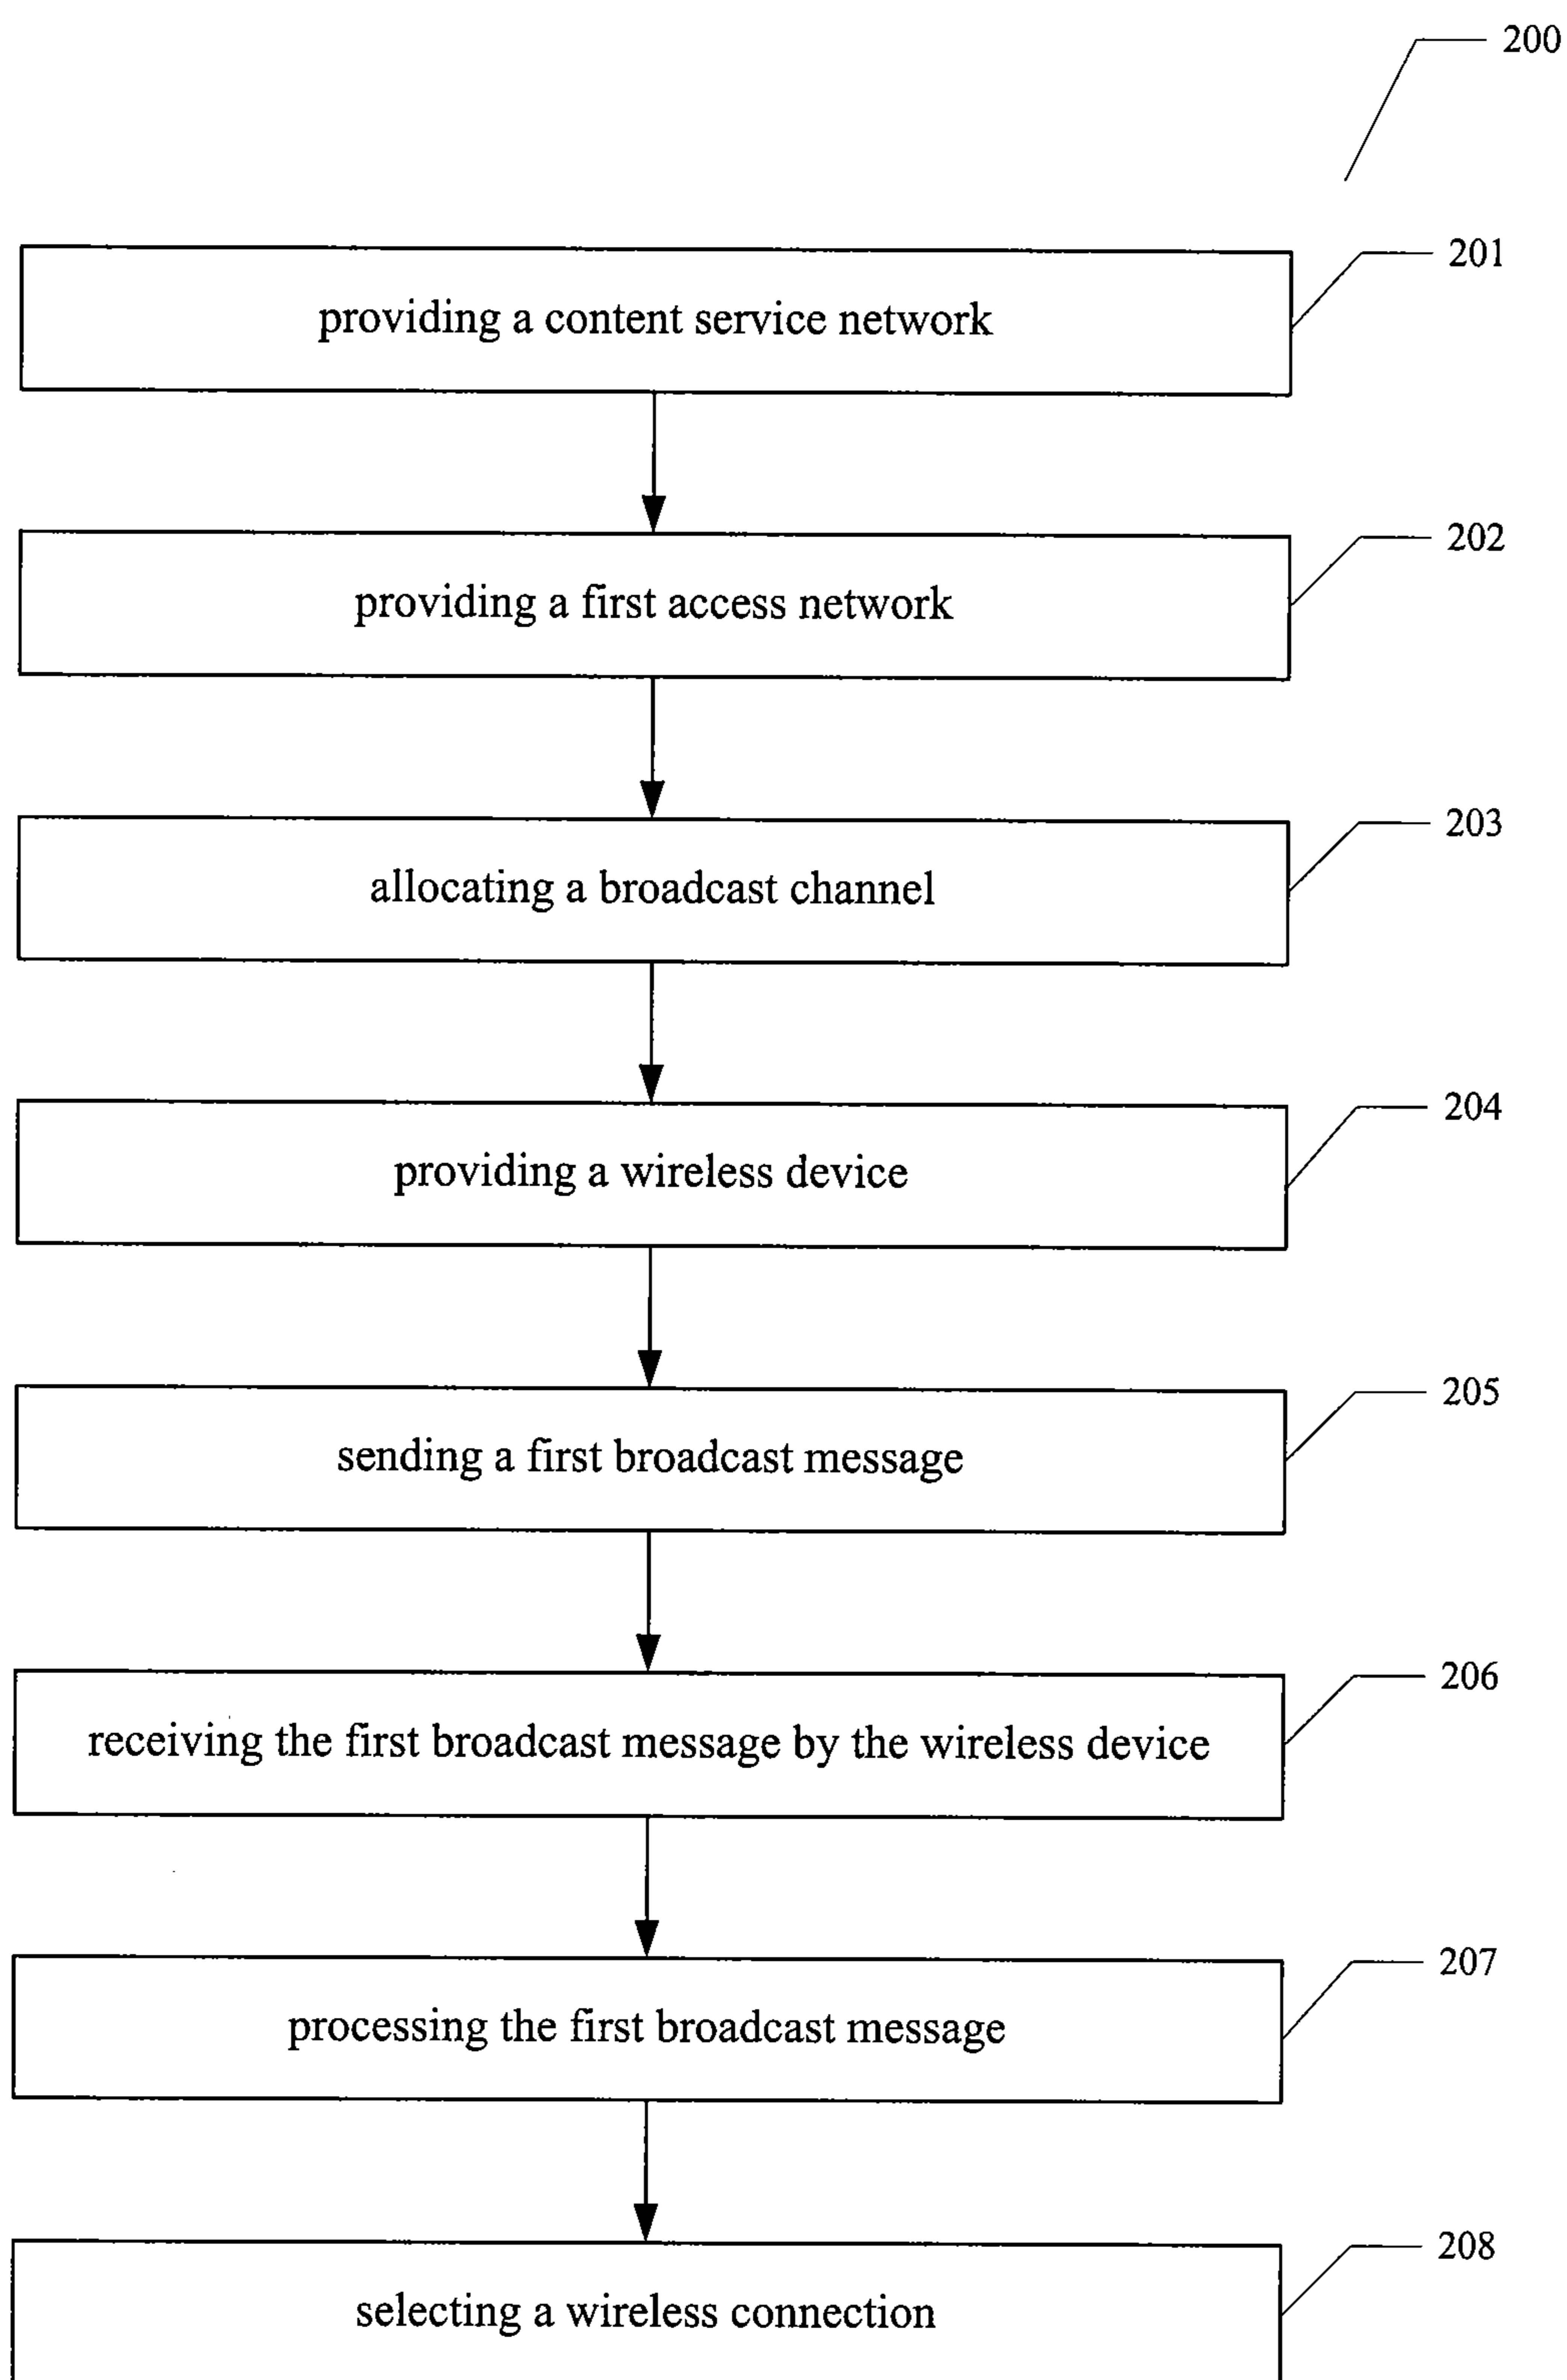 200
201
providing a content service network
202
providing a first access network
203
allocating a broadcast channel
204
providing a wireless device
205
sending a first broadcast message
206
receiving the first broadcast message by the wireless device
207
processing the first broadcast message
208
selecting a wireless connection